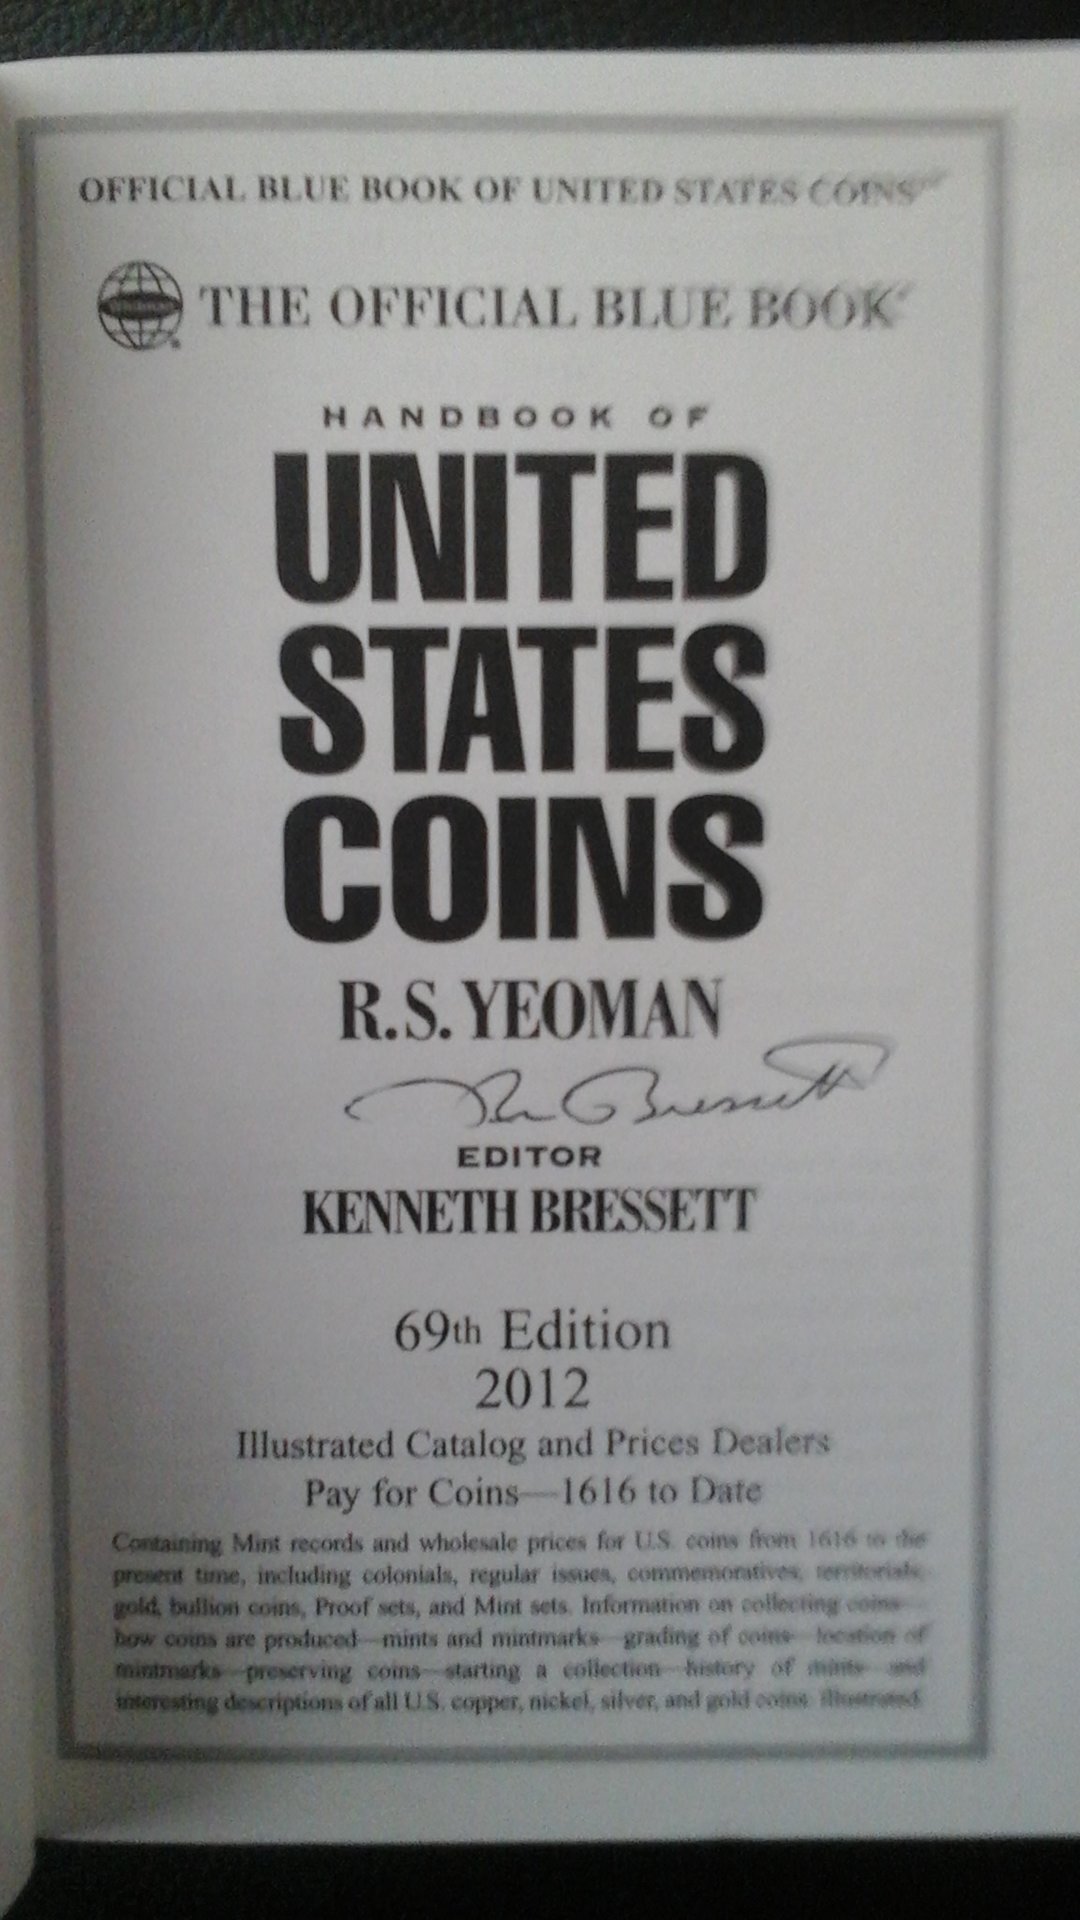 OFFICIAL BLUE BOOK OF UNITED STATES COINS™
THE OFFICIAL BLUE BOOK®
HANDBOOK OF
UNITED
STATES
COINS
R.S. YEOMAN
Ken Bressett
EDITOR
KENNETH BRESSETT
69th Edition
2012
Illustrated Catalog and Prices Dealers
Pay for Coins—1616 to Date
Containing Mint records and wholesale prices for U.S. coins from 1616 to the
present time, including colonials, regular issues, commemoratives, territorials,
gold, bullion coins, Proof sets, and Mint sets. Information on collecting coins—
how coins are produced—mints and mintmarks—grading of coins—location of
mintmarks—preserving coins—starting a collection—history of mints—and
interesting descriptions of all U.S. copper, nickel, silver, and gold coins. Illustrated.